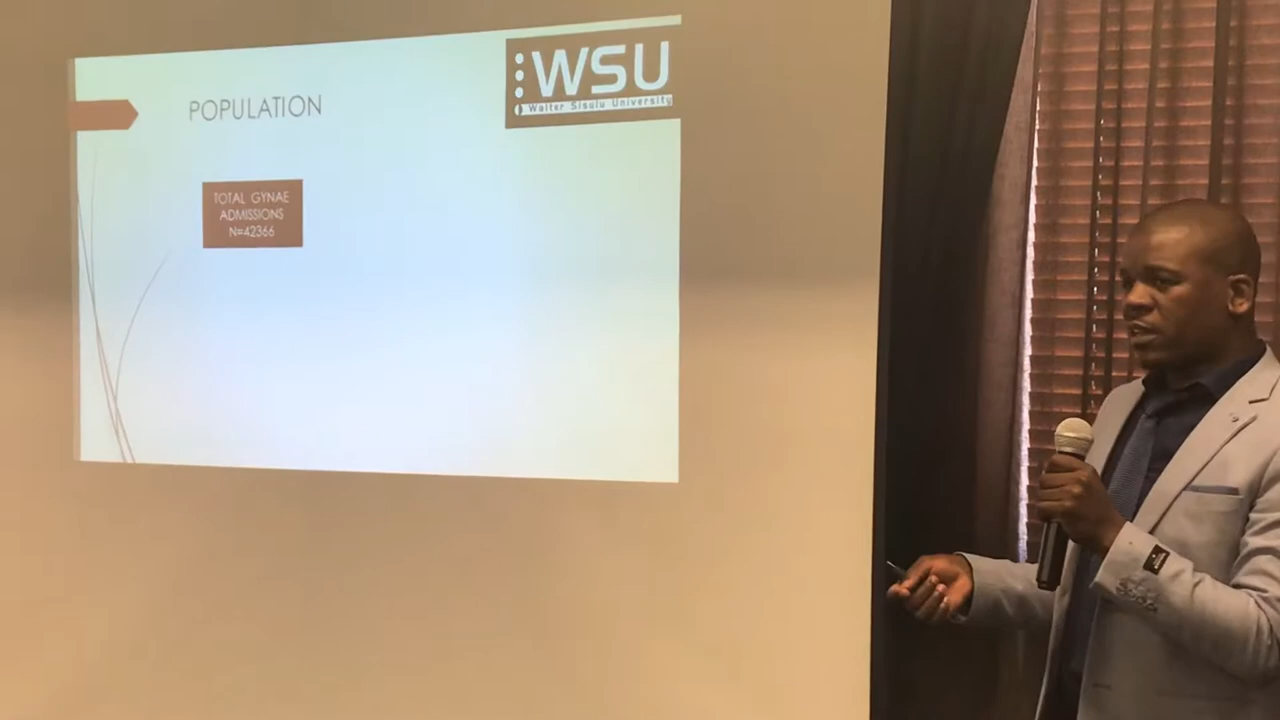 POPULATION
WSU
Walter Sisulu University
TOTAL GYNAE
ADMISSIONS
N=42366